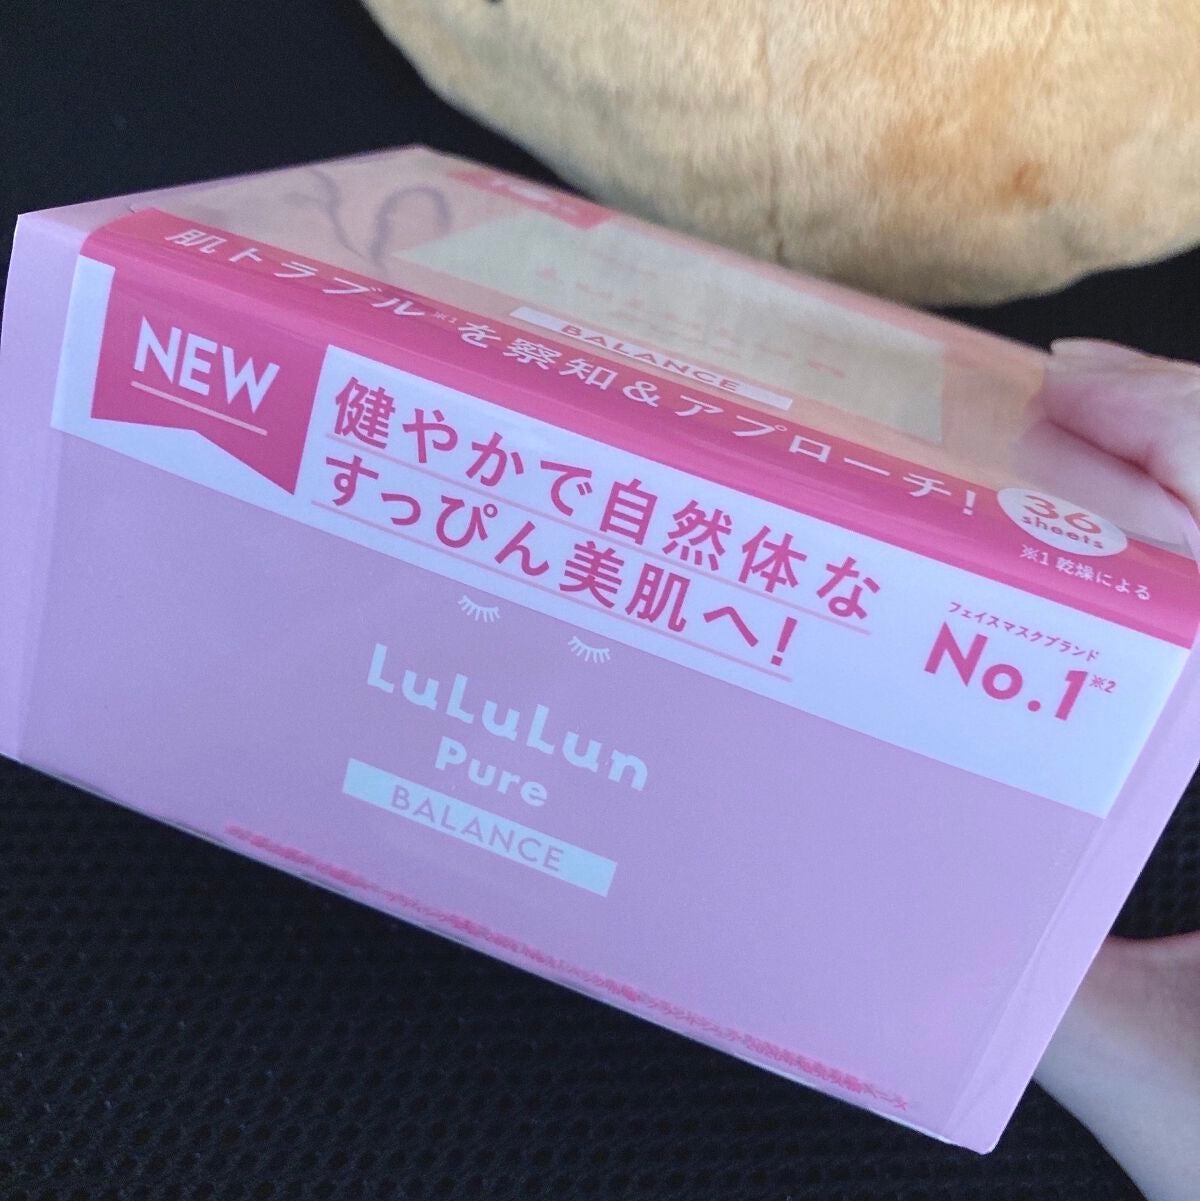 BALANCE
肌トラブル※1を察知&アプローチ!
36
sheets
※1 乾燥による
NEW
健やかで自然体な
すっぴん美肌へ!
フェイスマスクブランド
No.1※2
LuLuLun
Pure
BALANCE